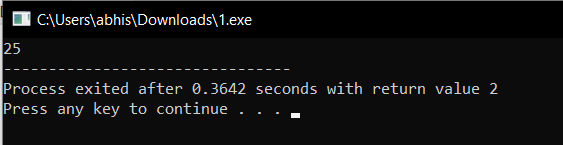 C:\Users\abhis\Downloads\1.exe
25
--------------------------------
Process exited after 0.3642 seconds with return value 2
Press any key to continue . . .